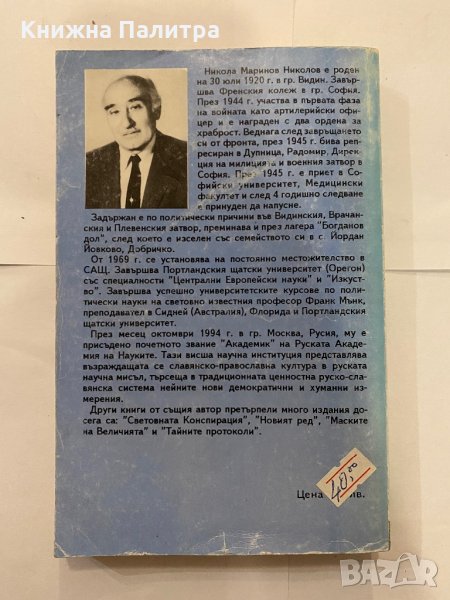 Книжна Палитра
Никола Маринов Николов е роден
на 30 юли 1920 г. в гр. Видин. Завър-
шва Френския колеж в гр. София.
През 1944 г. участва в първата фаза
на войната като артилерийски офи-
цер и е награден с два ордена за
храброст. Веднага след завръщането
си от фронта, през 1945 г. бива реп-
ресиран в Дупница, Радомир, Дирек-
ция на милицията и военния затвор в
София. През 1945 г. е приет в Со-
фийски университет, Медицински
факултет и след 4 годишно следване
е принуден да напусне.
Задържан е по политически причини във Видинския, Врачан-
ския и Плевенския затвор, преминава и през лагера "Богданов
дол", след което е изселен със семейството си в с. Йордан
Йовково, Добричко.
От 1969 г. се установява на постоянно местожителство в
САЩ. Завършва Портландския щатски университет (Орегон)
със специалности "Централни Европейски науки" и "Изкуст-
во". Завършва успешно университетските курсове по поли-
тически науки на световно известния професор Франк Мънк,
преподавател в Сидней (Австралия), Флорида и Портландския
щатски университет.
През месец октомври 1994 г. в гр. Москва, Русия, му е
присъдено почетното звание "Академик" на Руската Академия
на Науките. Тази висша научна институция представлява
възраждащата се славянско-православна култура в руската
научна мисъл, търсеща в традиционната ценностна руско-сла-
вянска система нейните нови демократични и хуманни из-
мерения.
Други книги от същия автор претърпели много издания до-
сега са: "Световната Конспирация", "Новият ред", "Маските
на Величията" и "Тайните протоколи".
40,00
Цена лв.
BAZAR